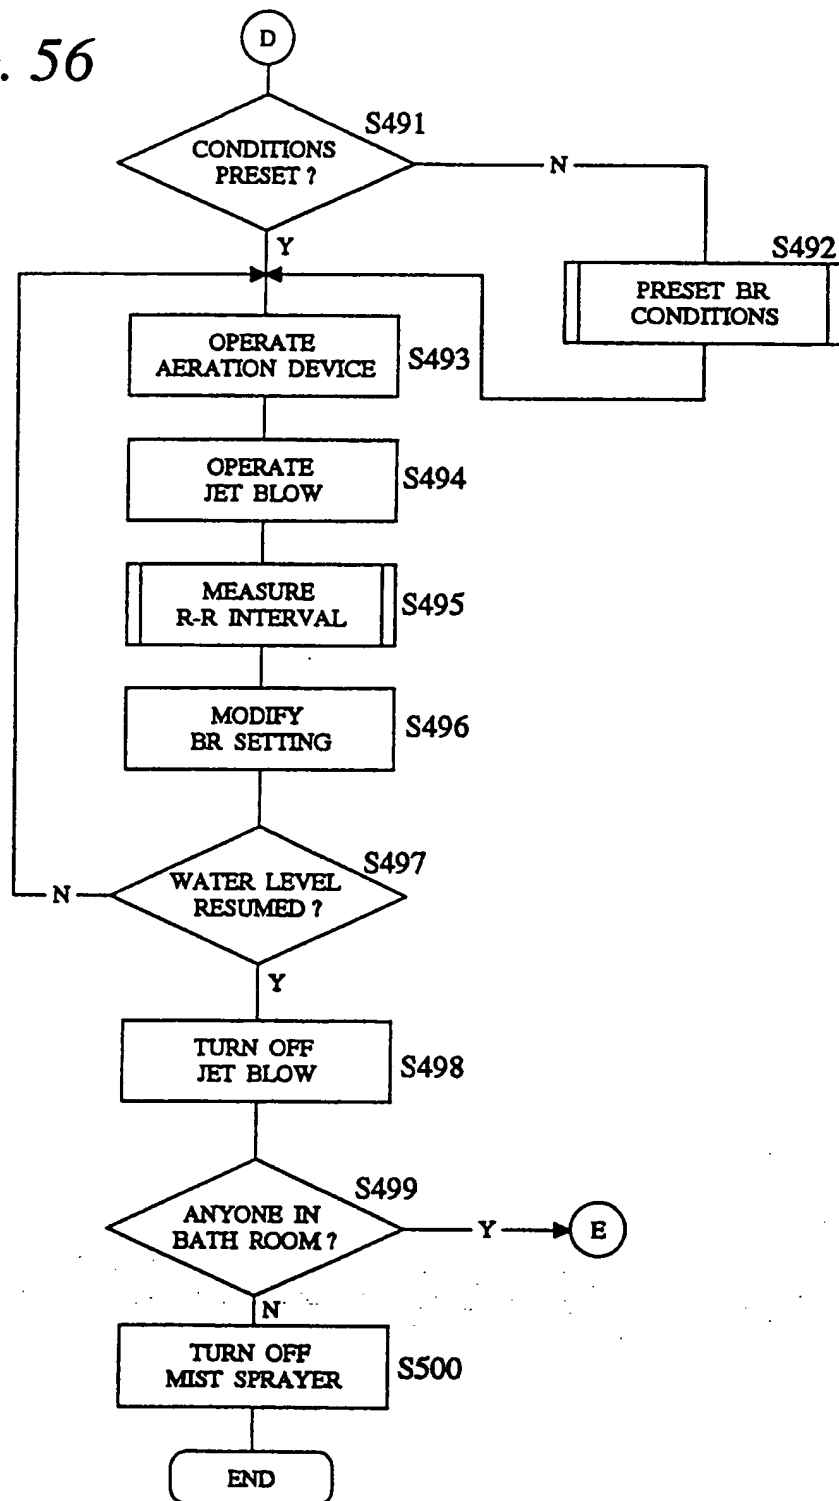 . 56
D
S491
CONDITIONS
PRESET ?
N
Y
S492
PRESET BR
CONDITIONS
OPERATE
AERATION DEVICE
S493
OPERATE
JET BLOW
S494
MEASURE
R-R INTERVAL
S495
MODIFY
BR SETTING
S496
S497
WATER LEVEL
RESUMED ?
N
Y
TURN OFF
JET BLOW
S498
S499
ANYONE IN
BATH ROOM ?
Y
E
N
TURN OFF
MIST SPRAYER
S500
END